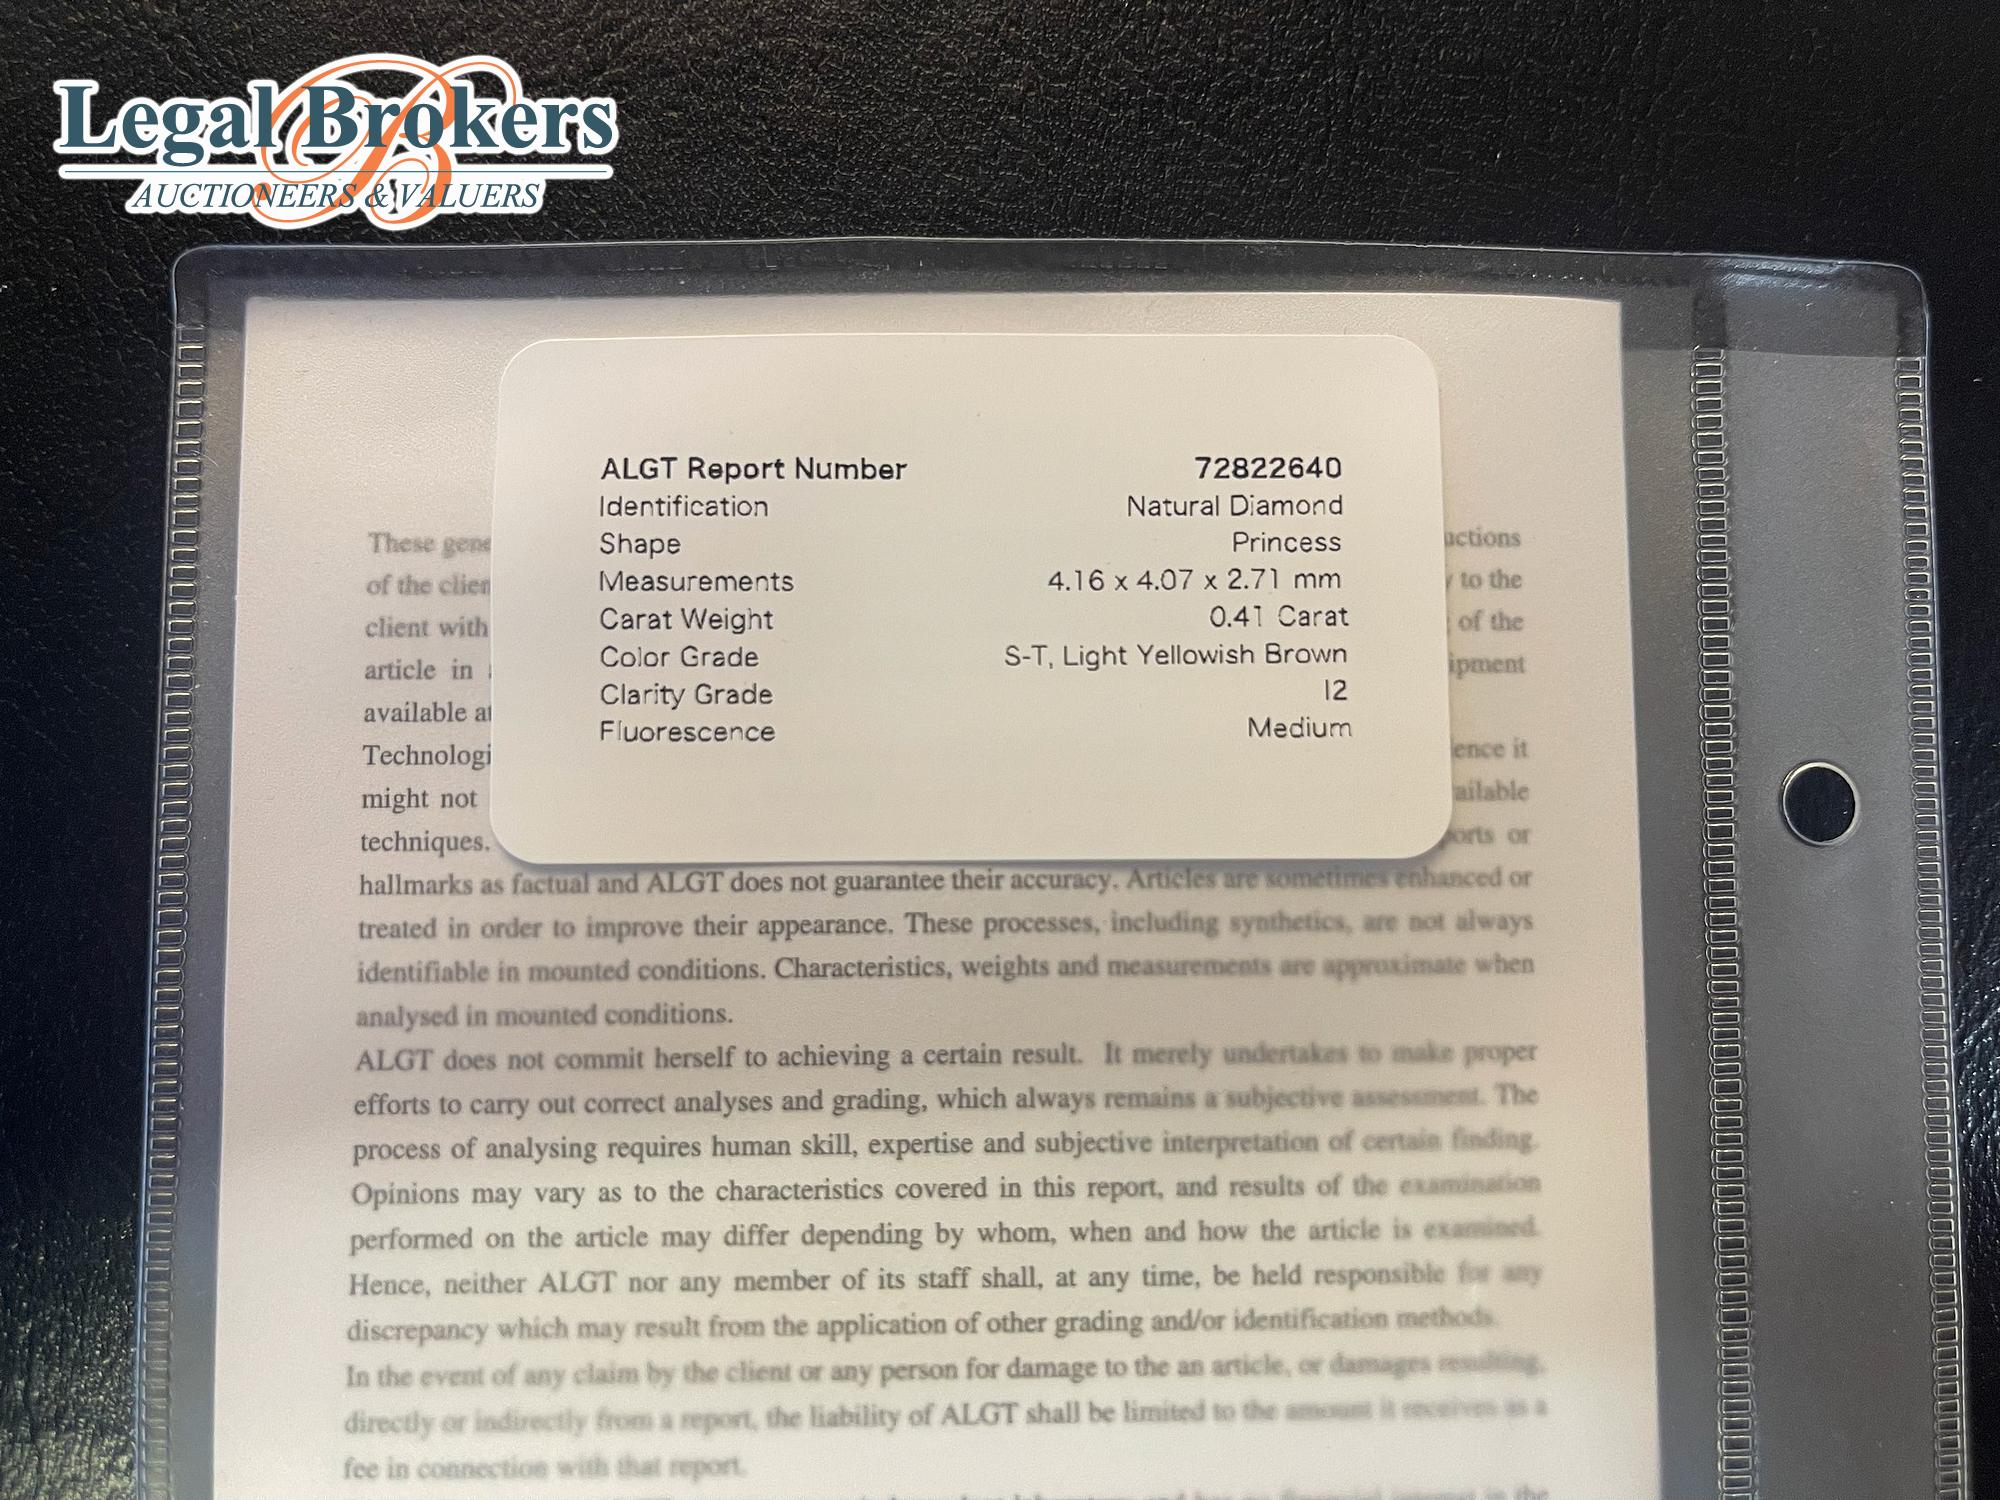 Legal Brokers
AUCTIONEERS & VALUERS
ALGT Report Number 72822640
Identification Natural Diamond
Shape Princess
Measurements 4.16 x 4.07 x 2.71 mm
Carat Weight 0.41 Carat
Color Grade S-T, Light Yellowish Brown
Clarity Grade I2
Fluorescence Medium
These
of the
client with of the
article in
available
to the
might not
techniques. or
hallmarks as factual and ALGT does not guarantee their accuracy. Articles are sometimes enhanced or
treated in order to improve their appearance. These processes, including synthetics, are not always
identifiable in mounted conditions. Characteristics, weights and measurements are approximate when
analysed in mounted conditions.
ALGT does not commit herself to achieving a certain result. It merely undertakes to make proper
efforts to carry out correct analyses and grading, which always remains a subjective assessment. The
process of analysing requires human skill, expertise and subjective interpretation of certain finding.
Opinions may vary as to the characteristics covered in this report, and results of the examination
performed on the article may differ depending by whom, when and how the article is examined.
Hence, neither ALGT nor any member of its staff shall, at any time, be held responsible for any
discrepancy which may result from the application of other grading and/or identification methods.
In the event of any claim by the client or any person for damage to the an article, or damages resulting,
directly or indirectly from a report, the liability of ALGT shall be limited to the amount it receives as a
fee in connection with that report.